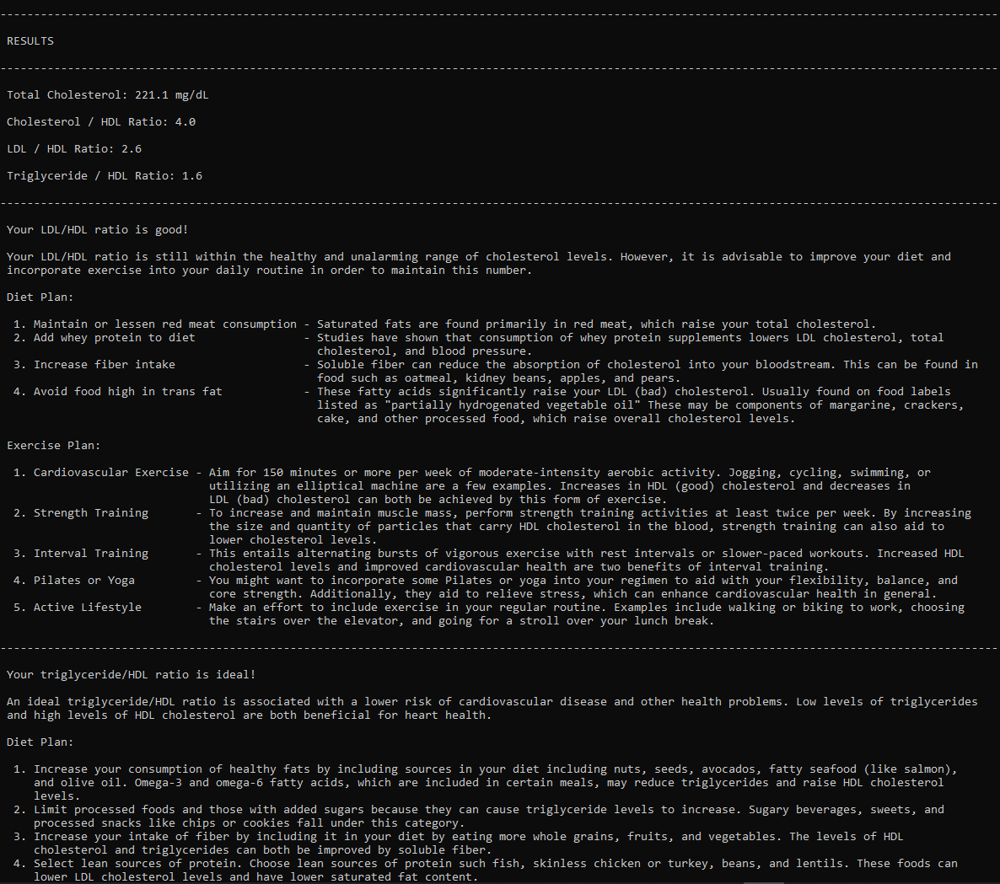 RESULTS
Total Cholesterol: 221.1 mg/dL
Cholesterol / HDL Ratio: 4.0
LDL / HDL Ratio: 2.6
Triglyceride / HDL Ratio: 1.6
Your LDL/HDL ratio is good!
Your LDL/HDL ratio is still within the healthy and unalarming range of cholesterol levels. However, it is advisable to improve your diet and
incorporate exercise into your daily routine in order to maintain this number.
Diet Plan:
1. Maintain or lessen red meat consumption - Saturated fats are found primarily in red meat, which raise your total cholesterol.
2. Add whey protein to diet - Studies have shown that consumption of whey protein supplements lowers LDL cholesterol, total
cholesterol, and blood pressure.
3. Increase fiber intake - Soluble fiber can reduce the absorption of cholesterol into your bloodstream. This can be found in
food such as oatmeal, kidney beans, apples, and pears.
4. Avoid food high in trans fat - These fatty acids significantly raise your LDL (bad) cholesterol. Usually found on food labels
listed as "partially hydrogenated vegetable oil" These may be components of margarine, crackers,
cake, and other processed food, which raise overall cholesterol levels.
Exercise Plan:
1. Cardiovascular Exercise - Aim for 150 minutes or more per week of moderate-intensity aerobic activity. Jogging, cycling, swimming, or
utilizing an elliptical machine are a few examples. Increases in HDL (good) cholesterol and decreases in
LDL (bad) cholesterol can both be achieved by this form of exercise.
2. Strength Training - To increase and maintain muscle mass, perform strength training activities at least twice per week. By increasing
the size and quantity of particles that carry HDL cholesterol in the blood, strength training can also aid to
lower cholesterol levels.
3. Interval Training - This entails alternating bursts of vigorous exercise with rest intervals or slower-paced workouts. Increased HDL
cholesterol levels and improved cardiovascular health are two benefits of interval training.
4. Pilates or Yoga - You might want to incorporate some Pilates or yoga into your regimen to aid with your flexibility, balance, and
core strength. Additionally, they aid to relieve stress, which can enhance cardiovascular health in general.
5. Active Lifestyle - Make an effort to include exercise in your regular routine. Examples include walking or biking to work, choosing
the stairs over the elevator, and going for a stroll over your lunch break.
Your triglyceride/HDL ratio is ideal!
An ideal triglyceride/HDL ratio is associated with a lower risk of cardiovascular disease and other health problems. Low levels of triglycerides
and high levels of HDL cholesterol are both beneficial for heart health.
Diet Plan:
1. Increase your consumption of healthy fats by including sources in your diet including nuts, seeds, avocados, fatty seafood (like salmon),
and olive oil. Omega-3 and omega-6 fatty acids, which are included in certain meals, may reduce triglycerides and raise HDL cholesterol
levels.
2. Limit processed foods and those with added sugars because they can cause triglyceride levels to increase. Sugary beverages, sweets, and
processed snacks like chips or cookies fall under this category.
3. Increase your intake of fiber by including it in your diet by eating more whole grains, fruits, and vegetables. The levels of HDL
cholesterol and triglycerides can both be improved by soluble fiber.
4. Select lean sources of protein. Choose lean sources of protein such fish, skinless chicken or turkey, beans, and lentils. These foods can
lower LDL cholesterol levels and have lower saturated fat content.